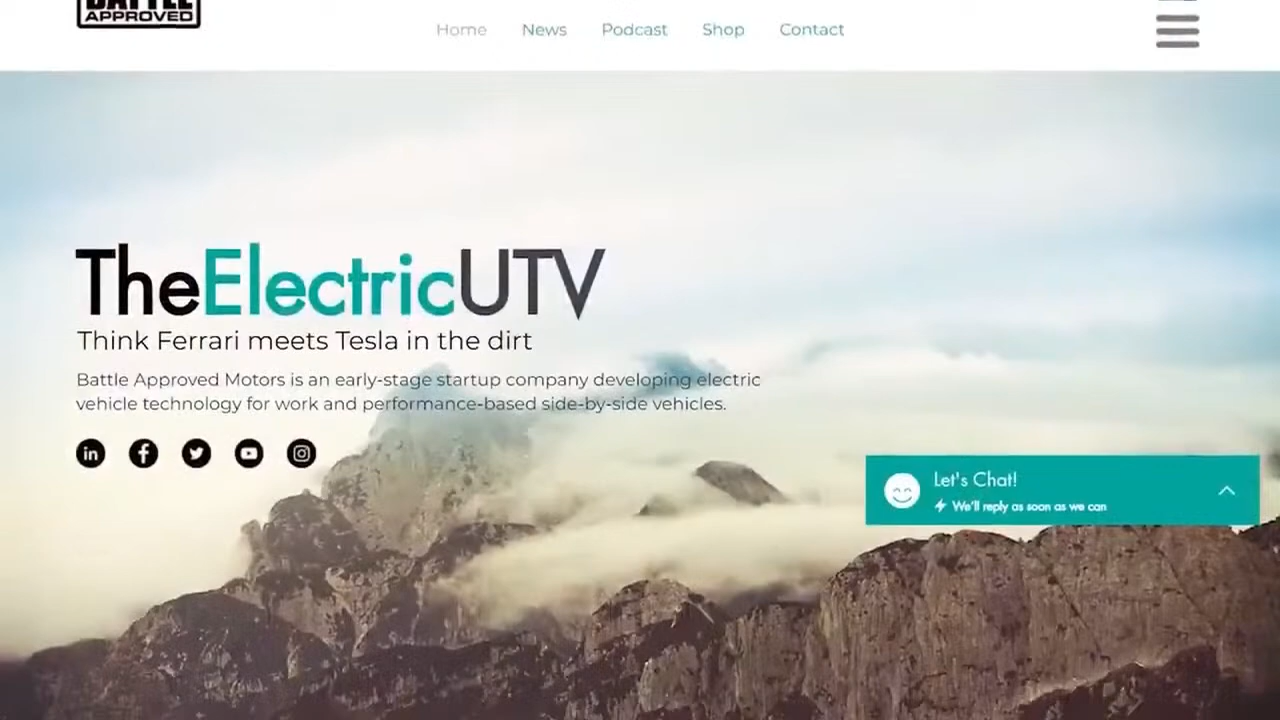 BATTLE
APPROVED
Home News Podcast Shop Contact
TheElectricUTV
Think Ferrari meets Tesla in the dirt
Battle Approved Motors is an early-stage startup company developing electric
vehicle technology for work and performance-based side-by-side vehicles.
in f
Let's Chat!
We'll reply as soon as we can